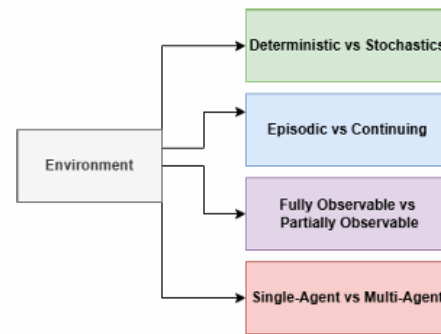 Environment
Deterministic vs Stochastics
Episodic vs Continuing
Fully Observable vs
Partially Observable
Single-Agent vs Multi-Agent